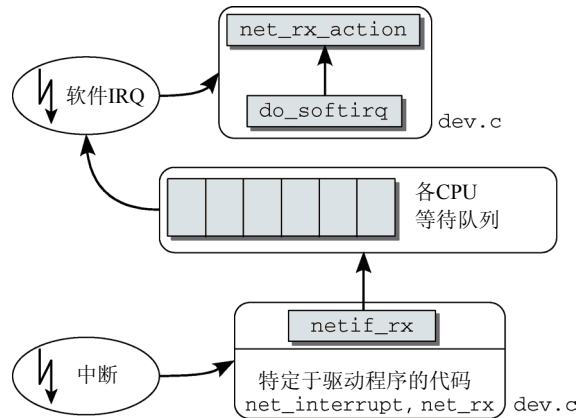 net_rx_action
软件IRQ
do_softirq
dev.c
各CPU
等待队列
netif_rx
中断
特定于驱动程序的代码
net_interrupt, net_rx
dev.c